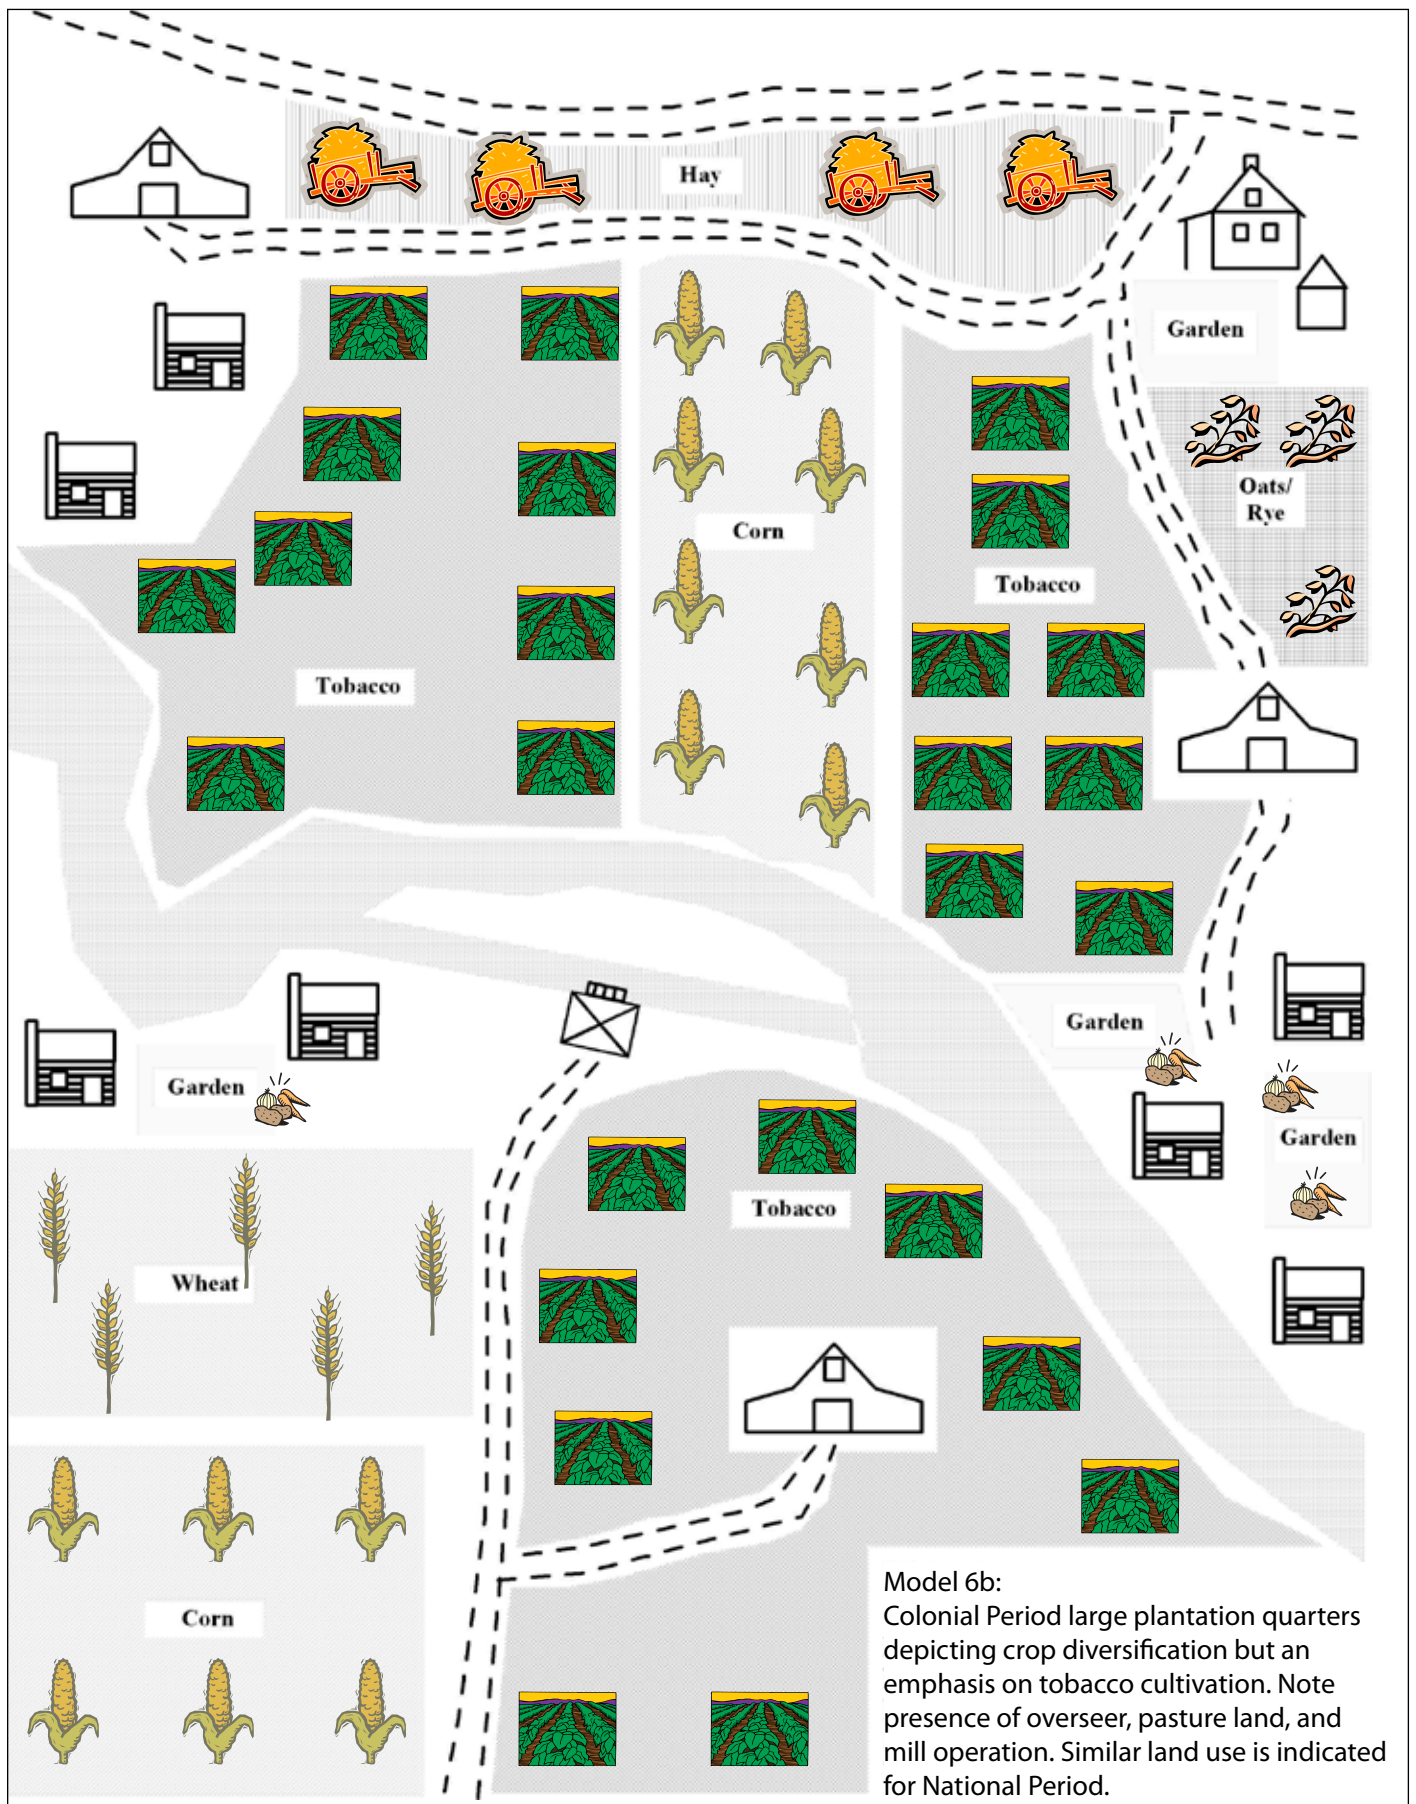 Hay
Garden
Oats/
Rye
Corn
Tobacco
Tobacco
Garden
Garden
Garden
Tobacco
Wheat
Corn
Model 6b:
Colonial Period large plantation quarters
depicting crop diversification but an
emphasis on tobacco cultivation. Note
presence of overseer, pasture land, and
mill operation. Similar land use is indicated
for National Period.